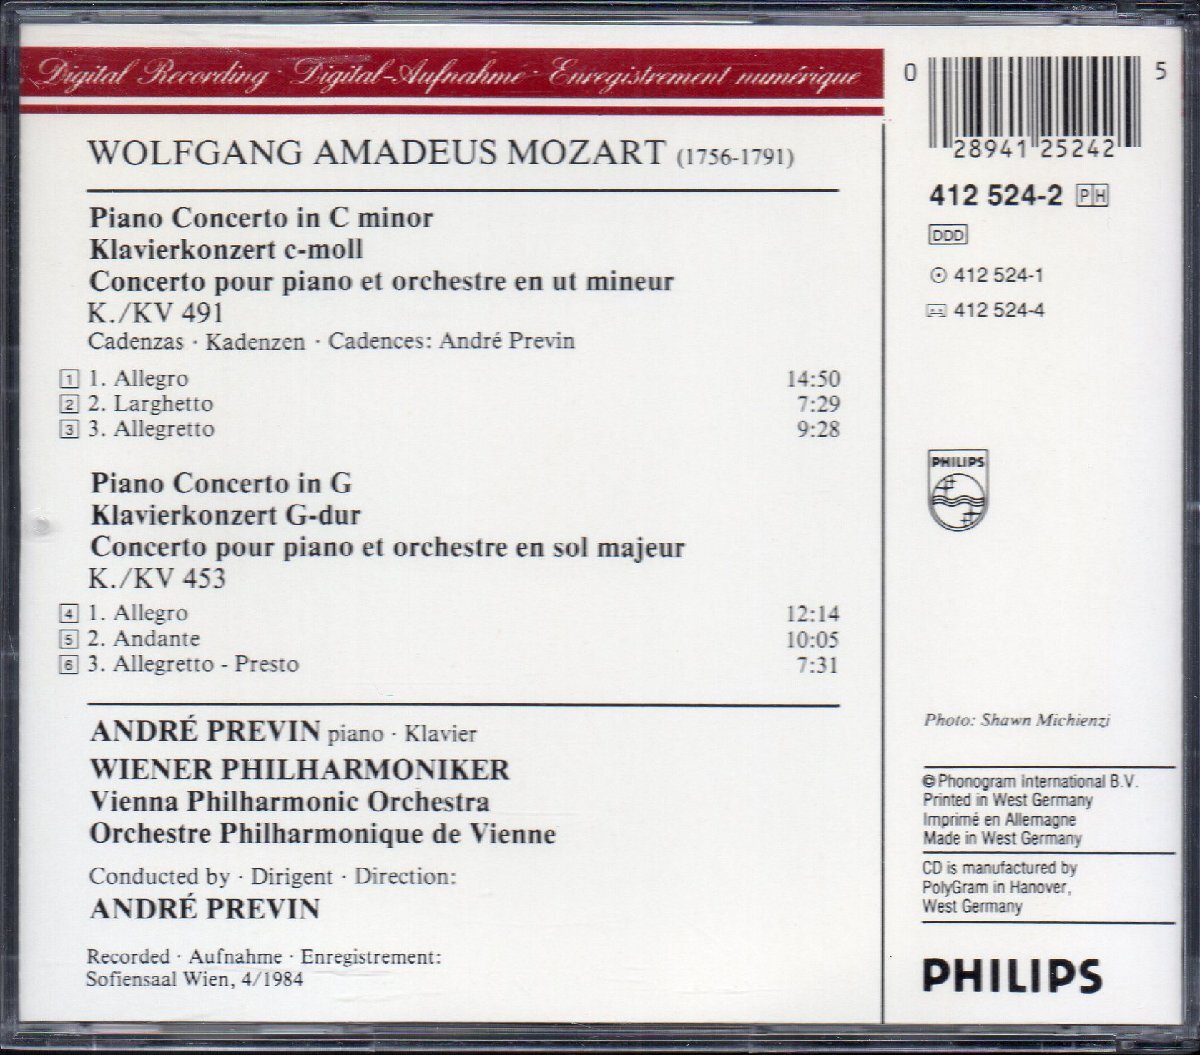 Digital Recording · Digital-Aufnahme · Enregistrement numérique
WOLFGANG AMADEUS MOZART (1756-1791)
Piano Concerto in C minor
Klavierkonzert c-moll
Concerto pour piano et orchestre en ut mineur
K./KV 491
Cadenzas · Kadenzen · Cadences: André Previn
1 1. Allegro 14:50
2 2. Larghetto 7:29
3 3. Allegretto 9:28
Piano Concerto in G
Klavierkonzert G-dur
Concerto pour piano et orchestre en sol majeur
K./KV 453
4 1. Allegro 12:14
5 2. Andante 10:05
6 3. Allegretto - Presto 7:31
ANDRÉ PREVIN piano · Klavier
WIENER PHILHARMONIKER
Vienna Philharmonic Orchestra
Orchestre Philharmonique de Vienne
Conducted by · Dirigent · Direction:
ANDRÉ PREVIN
Recorded · Aufnahme · Enregistrement:
Sofiensaal Wien, 4/1984
0 28941 25242 5
412 524-2 PH
DDD
412 524-1
412 524-4
PHILIPS
Photo: Shawn Michienzi
© Phonogram International B.V.
Printed in West Germany
Imprimé en Allemagne
Made in West Germany
CD is manufactured by
PolyGram in Hanover,
West Germany
PHILIPS